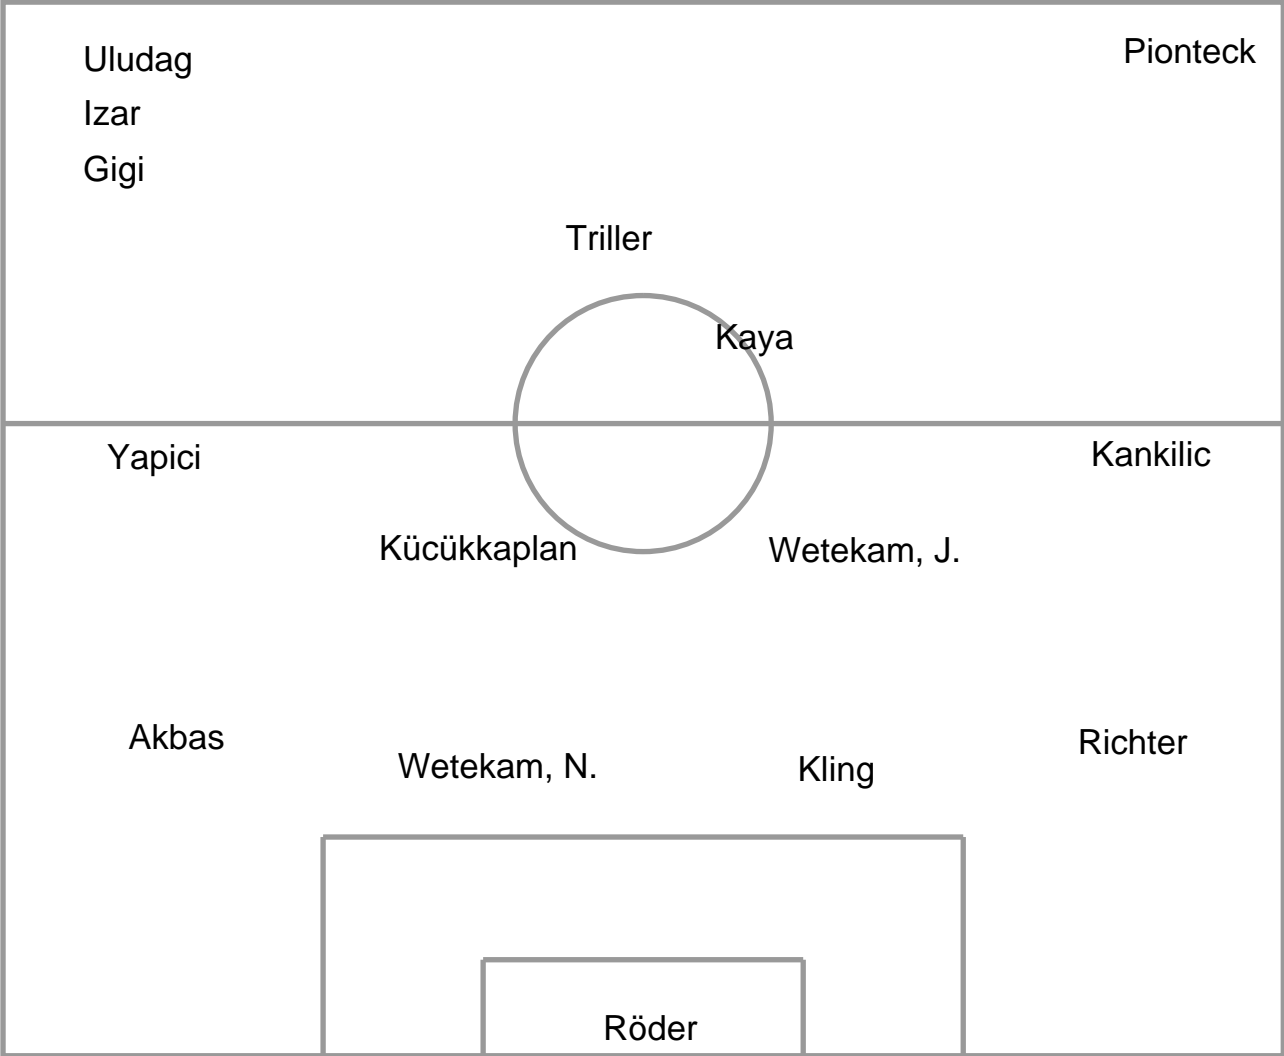 Uludag
Pionteck
Izar
Gigi
Triller
Kaya
Yapici
Kankilic
Kücükkaplan
Wetekam, J.
Akbas
Richter
Wetekam, N.
Kling
Röder